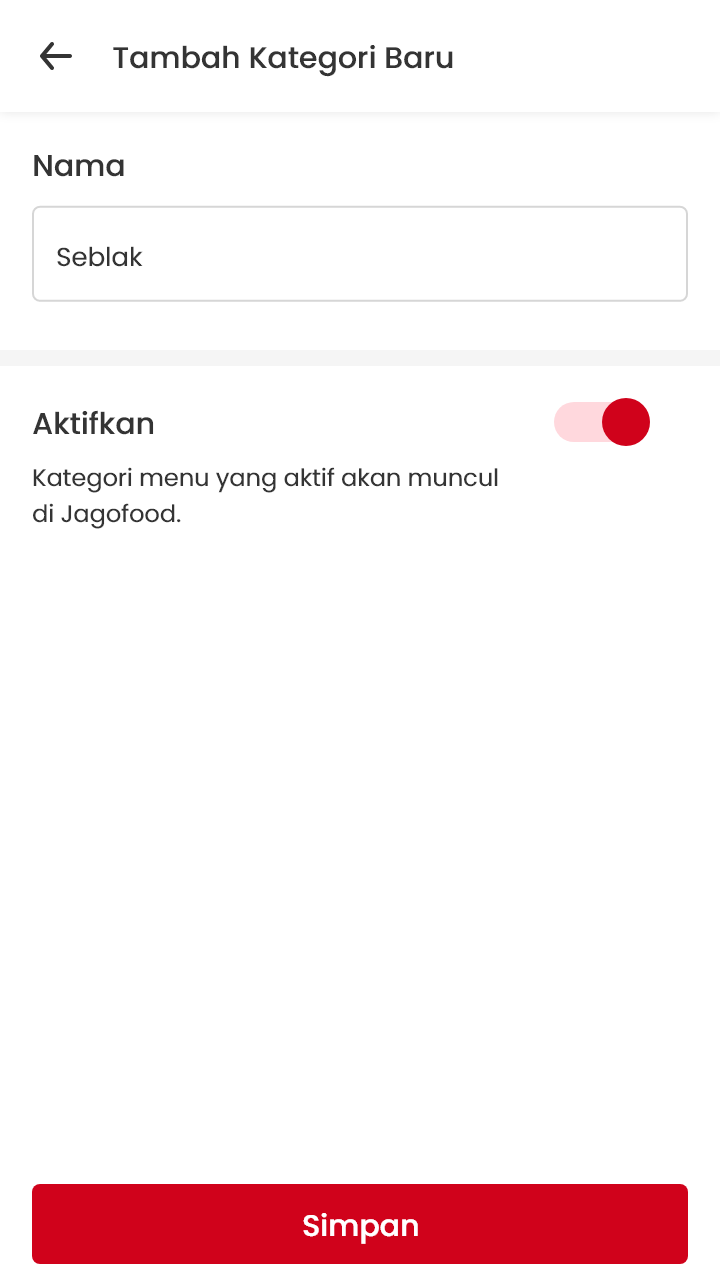 Tambah Kategori Baru
Nama
Seblak
Aktifkan
Kategori menu yang aktif akan muncul
di Jagofood.
Simpan